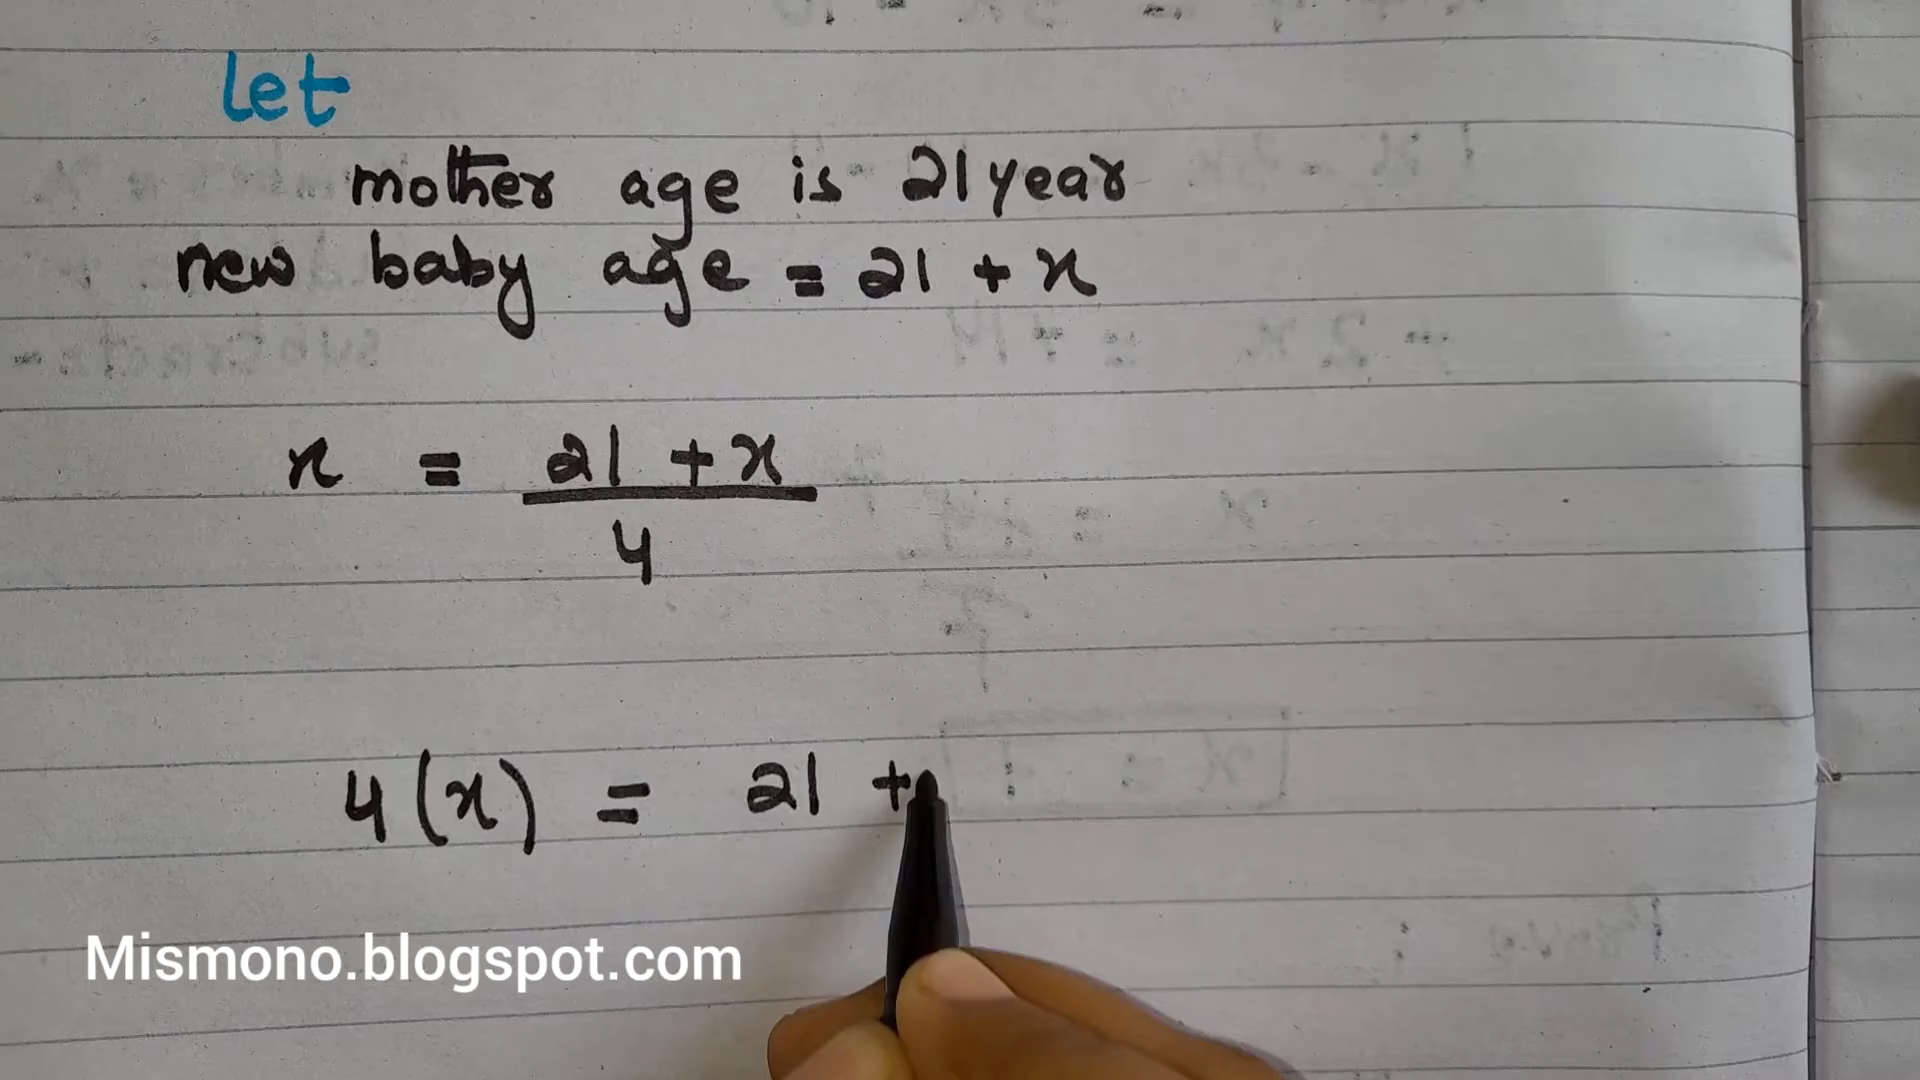 let
mother age is 21 year
new baby age = 21 + x
x = 21 + x
4
4(x) = 21 +
Mismono.blogspot.com